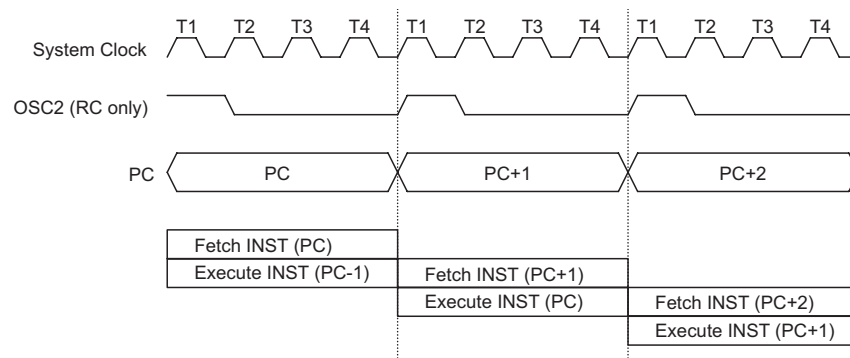 T1 T2 T3 T4 T1 T2 T3 T4 T1 T2 T3 T4
System Clock
OSC2 (RC only)
PC PC PC+1 PC+2
Fetch INST (PC)
Execute INST (PC-1) Fetch INST (PC+1)
Execute INST (PC) Fetch INST (PC+2)
Execute INST (PC+1)